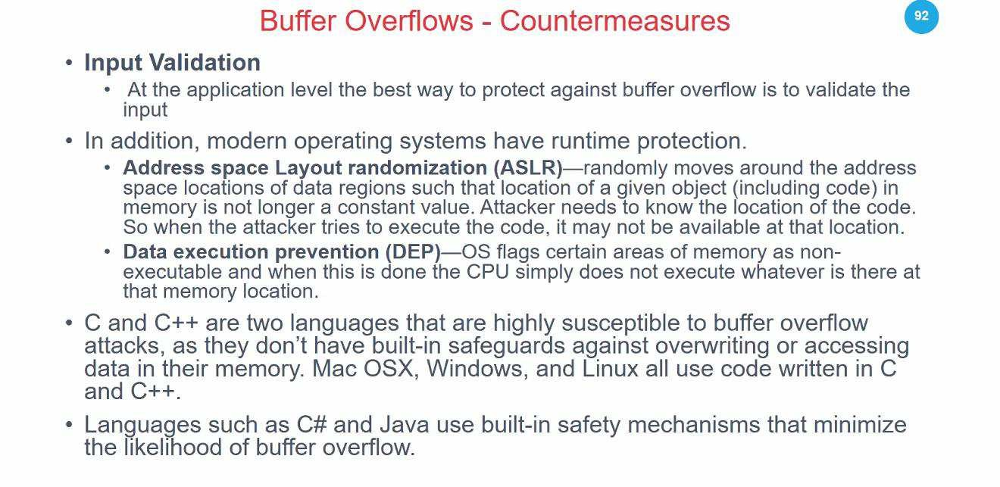 Buffer Overflows - Countermeasures
92
• Input Validation
• At the application level the best way to protect against buffer overflow is to validate the
input
• In addition, modern operating systems have runtime protection.
• Address space Layout randomization (ASLR)—randomly moves around the address
space locations of data regions such that location of a given object (including code) in
memory is not longer a constant value. Attacker needs to know the location of the code.
So when the attacker tries to execute the code, it may not be available at that location.
• Data execution prevention (DEP)—OS flags certain areas of memory as non-
executable and when this is done the CPU simply does not execute whatever is there at
that memory location.
• C and C++ are two languages that are highly susceptible to buffer overflow
attacks, as they don’t have built-in safeguards against overwriting or accessing
data in their memory. Mac OSX, Windows, and Linux all use code written in C
and C++.
• Languages such as C# and Java use built-in safety mechanisms that minimize
the likelihood of buffer overflow.